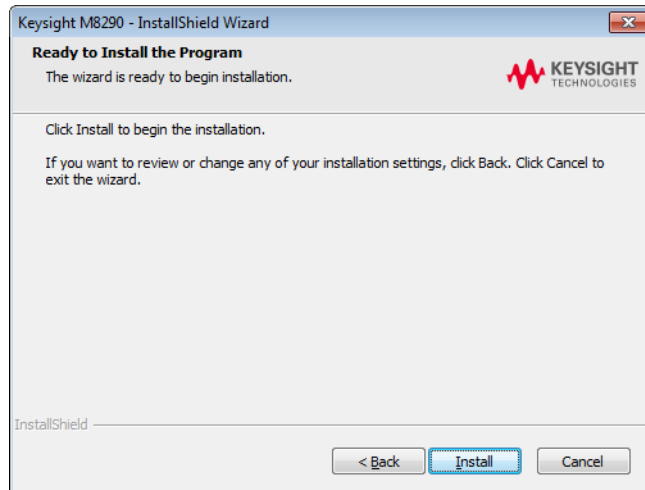 Keysight M8290 - InstallShield Wizard
Ready to Install the Program
The wizard is ready to begin installation.
KEYSIGHT
TECHNOLOGIES
Click Install to begin the installation.
If you want to review or change any of your installation settings, click Back. Click Cancel to
exit the wizard.
InstallShield
< Back
Install
Cancel